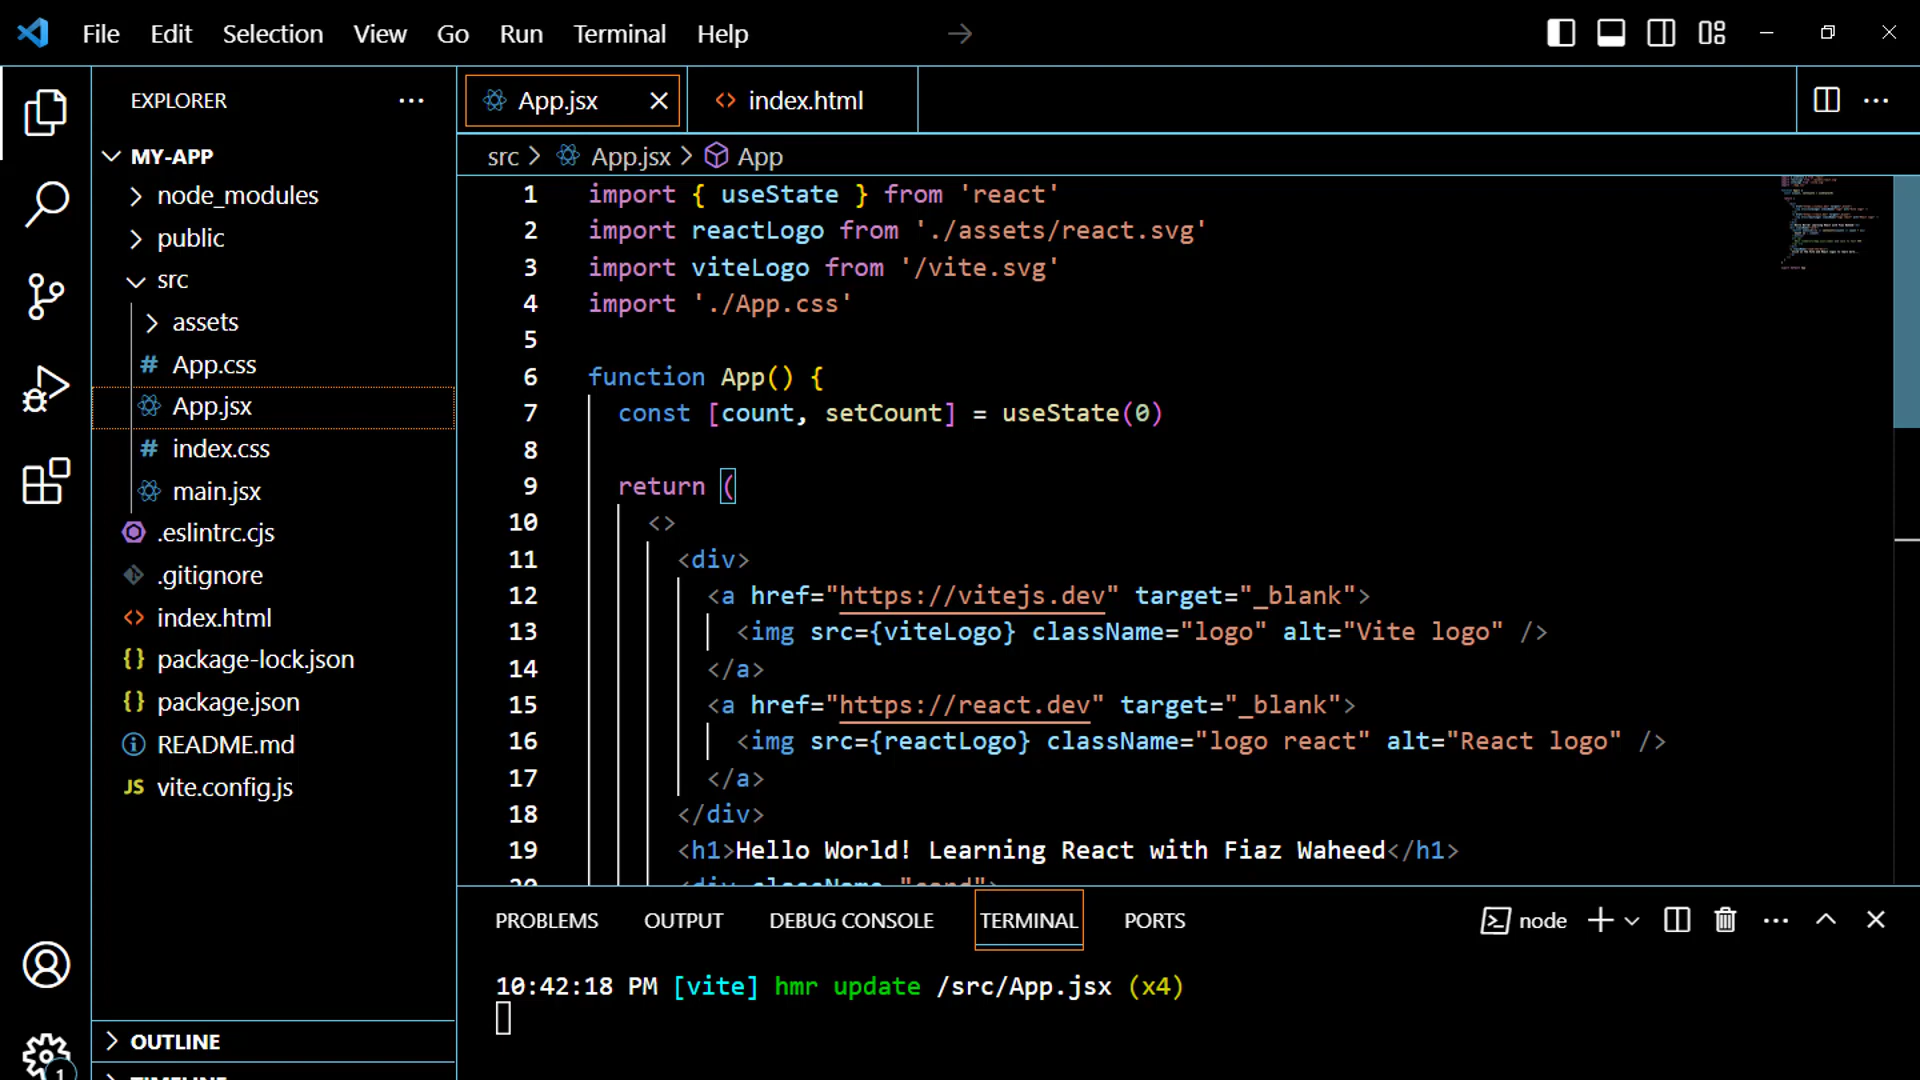 File Edit Selection View Go Run Terminal Help
EXPLORER
MY-APP
node_modules
public
src
assets
# App.css
App.jsx
# index.css
main.jsx
.eslintrc.cjs
.gitignore
<> index.html
{} package-lock.json
{} package.json
README.md
JS vite.config.js
OUTLINE
TIMELINE
1
App.jsx
<> index.html
src > App.jsx > App
1 import { useState } from 'react'
2 import reactLogo from './assets/react.svg'
3 import viteLogo from '/vite.svg'
4 import './App.css'
5
6 function App() {
7 const [count, setCount] = useState(0)
8
9 return (
10 <>
11 <div>
12 <a href="https://vitejs.dev" target="_blank">
13 <img src={viteLogo} className="logo" alt="Vite logo" />
14 </a>
15 <a href="https://react.dev" target="_blank">
16 <img src={reactLogo} className="logo react" alt="React logo" />
17 </a>
18 </div>
19 <h1>Hello World! Learning React with Fiaz Waheed</h1>
20 <div className="card">
PROBLEMS OUTPUT DEBUG CONSOLE TERMINAL PORTS
node
10:42:18 PM [vite] hmr update /src/App.jsx (x4)